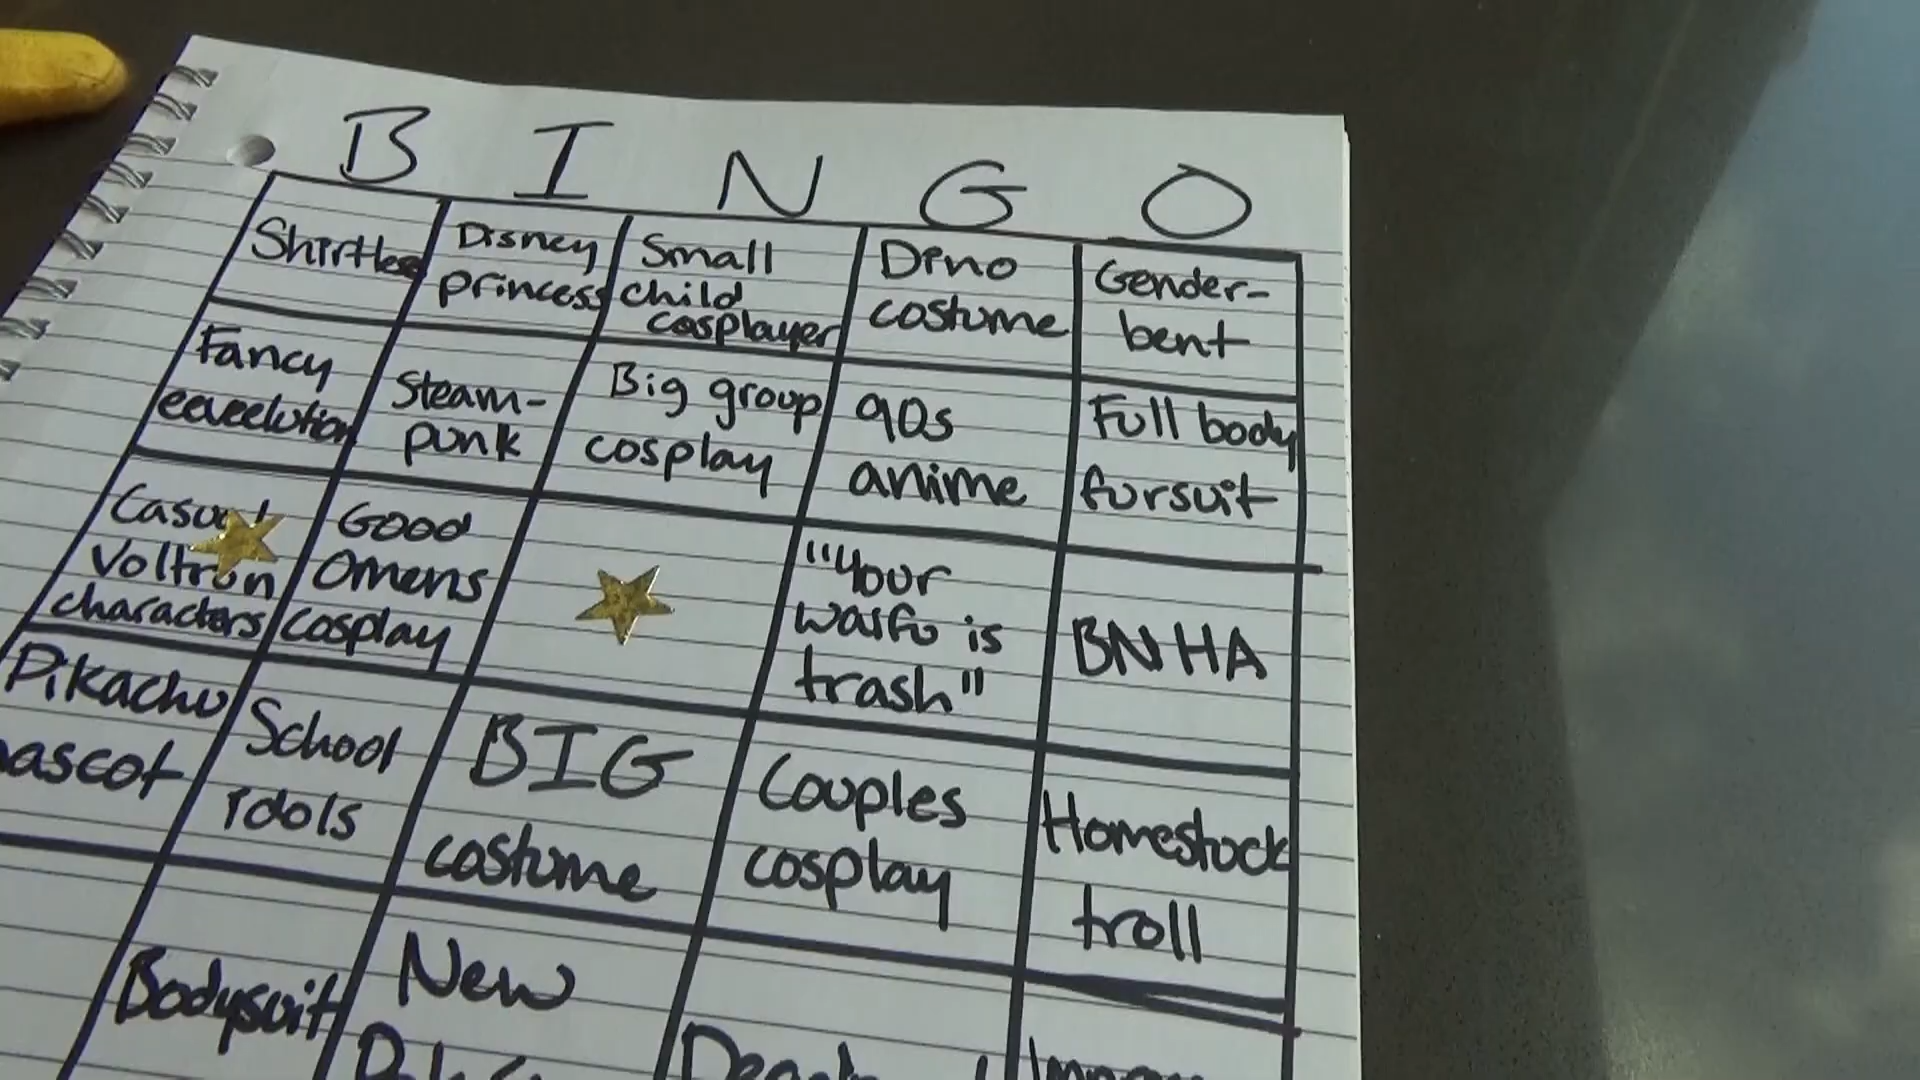 B I N G O
Shirtless
Disney
princess
Small
child
cosplayer
Dino
costume
Gender-
bent
Fancy
eeveelution
Steam-
punk
Big group
cosplay
90s
anime
Full body
fursuit
Casual
Voltron
characters
Good
Omens
cosplay
"Your
waifu is
trash"
BNHA
Pikachu
School
idols
BIG
costume
Couples
cosplay
Homestuck
troll
Bodysuit
New